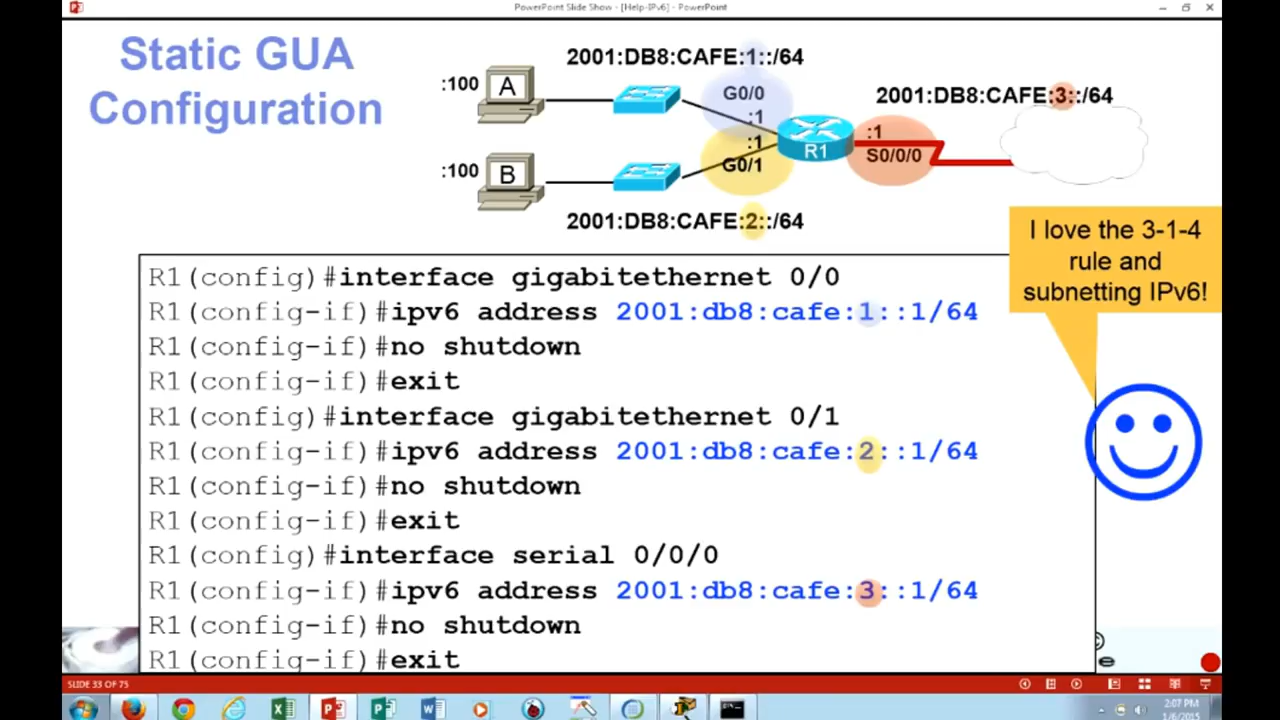 PowerPoint Slide Show - [Help-IPv6] - PowerPoint
Static GUA
Configuration
2001:DB8:CAFE:1::/64
:100
A
G0/0
:1
2001:DB8:CAFE:3::/64
:1
R1
:1
S0/0/0
:100
B
G0/1
2001:DB8:CAFE:2::/64
I love the 3-1-4
rule and
subnetting IPv6!
R1(config)#interface gigabitethernet 0/0
R1(config-if)#ipv6 address 2001:db8:cafe:1::1/64
R1(config-if)#no shutdown
R1(config-if)#exit
R1(config)#interface gigabitethernet 0/1
R1(config-if)#ipv6 address 2001:db8:cafe:2::1/64
R1(config-if)#no shutdown
R1(config-if)#exit
R1(config)#interface serial 0/0/0
R1(config-if)#ipv6 address 2001:db8:cafe:3::1/64
R1(config-if)#no shutdown
R1(config-if)#exit
SLIDE 33 OF 75
2:07 PM
1/6/2015